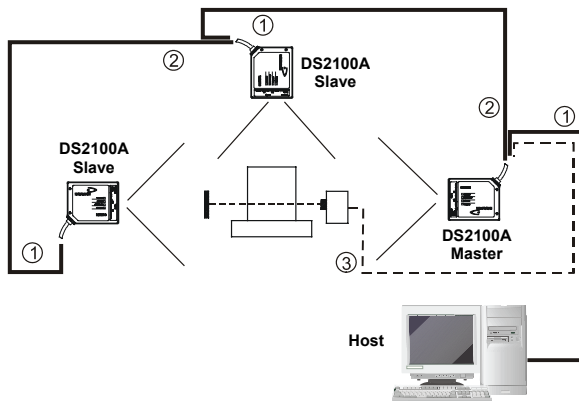 ①
②
DS2100A
Slave
②
①
DS2100A
Slave
①
③
DS2100A
Master
Host